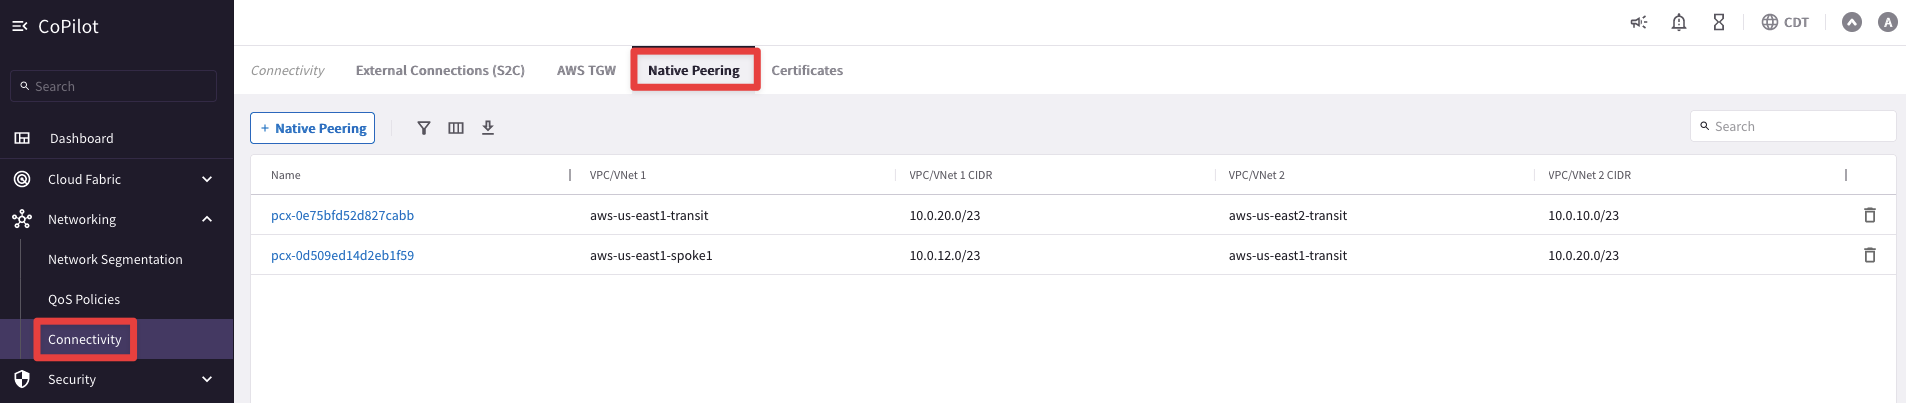 CoPilot
Search
Dashboard
Cloud Fabric
Networking
Network Segmentation
QoS Policies
Connectivity
Security
CDT
A
Connectivity External Connections (S2C) AWS TGW Native Peering Certificates
+ Native Peering
Search
Name VPC/VNet 1 VPC/VNet 1 CIDR VPC/VNet 2 VPC/VNet 2 CIDR
pcx-0e75bfd52d827cabb aws-us-east1-transit 10.0.20.0/23 aws-us-east2-transit 10.0.10.0/23
pcx-0d509ed14d2eb1f59 aws-us-east1-spoke1 10.0.12.0/23 aws-us-east1-transit 10.0.20.0/23